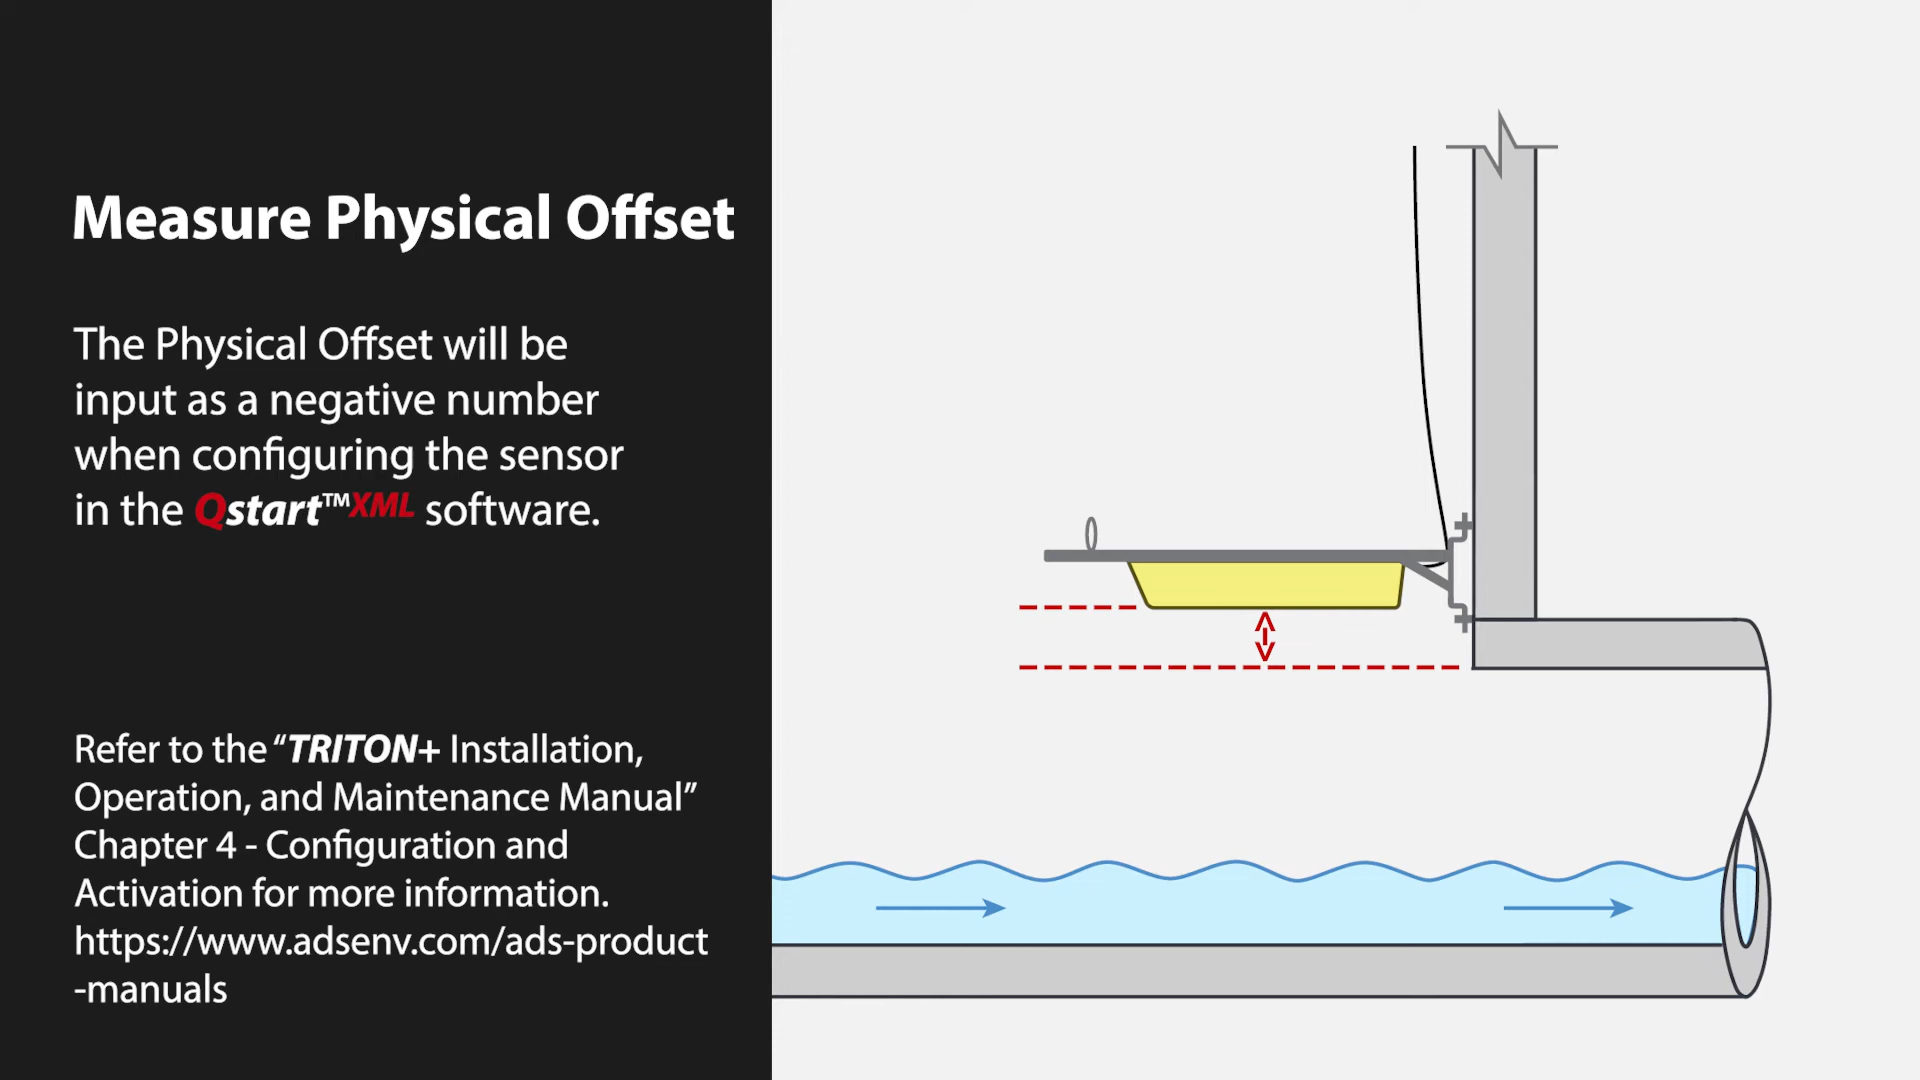 Measure Physical Offset
The Physical Offset will be
input as a negative number
when configuring the sensor
in the Qstart™XML software.
Refer to the “TRITON+ Installation,
Operation, and Maintenance Manual”
Chapter 4 - Configuration and
Activation for more information.
https://www.adsenv.com/ads-product
-manuals